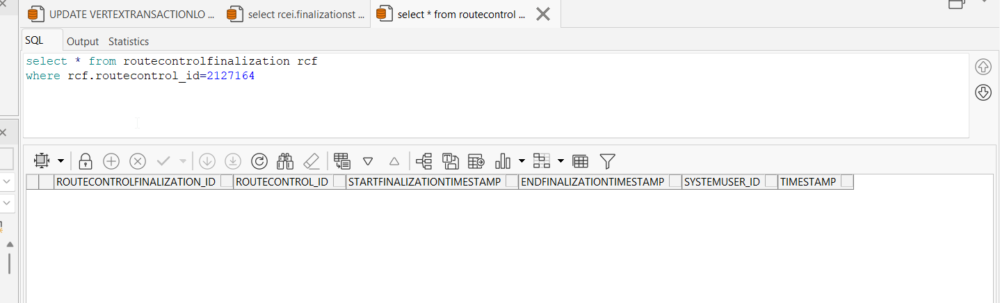 UPDATE VERTEXTRANSACTIONLO ...
select rcei.finalizationst ...
select * from routecontrol ...
SQL
Output
Statistics
select * from routecontrolfinalization rcf
where rcf.routecontrol_id=2127164
ROUTECONTROLFINALIZATION_ID ROUTECONTROL_ID STARTFINALIZATIONTIMESTAMP ENDFINALIZATIONTIMESTAMP SYSTEMUSER_ID TIMESTAMP